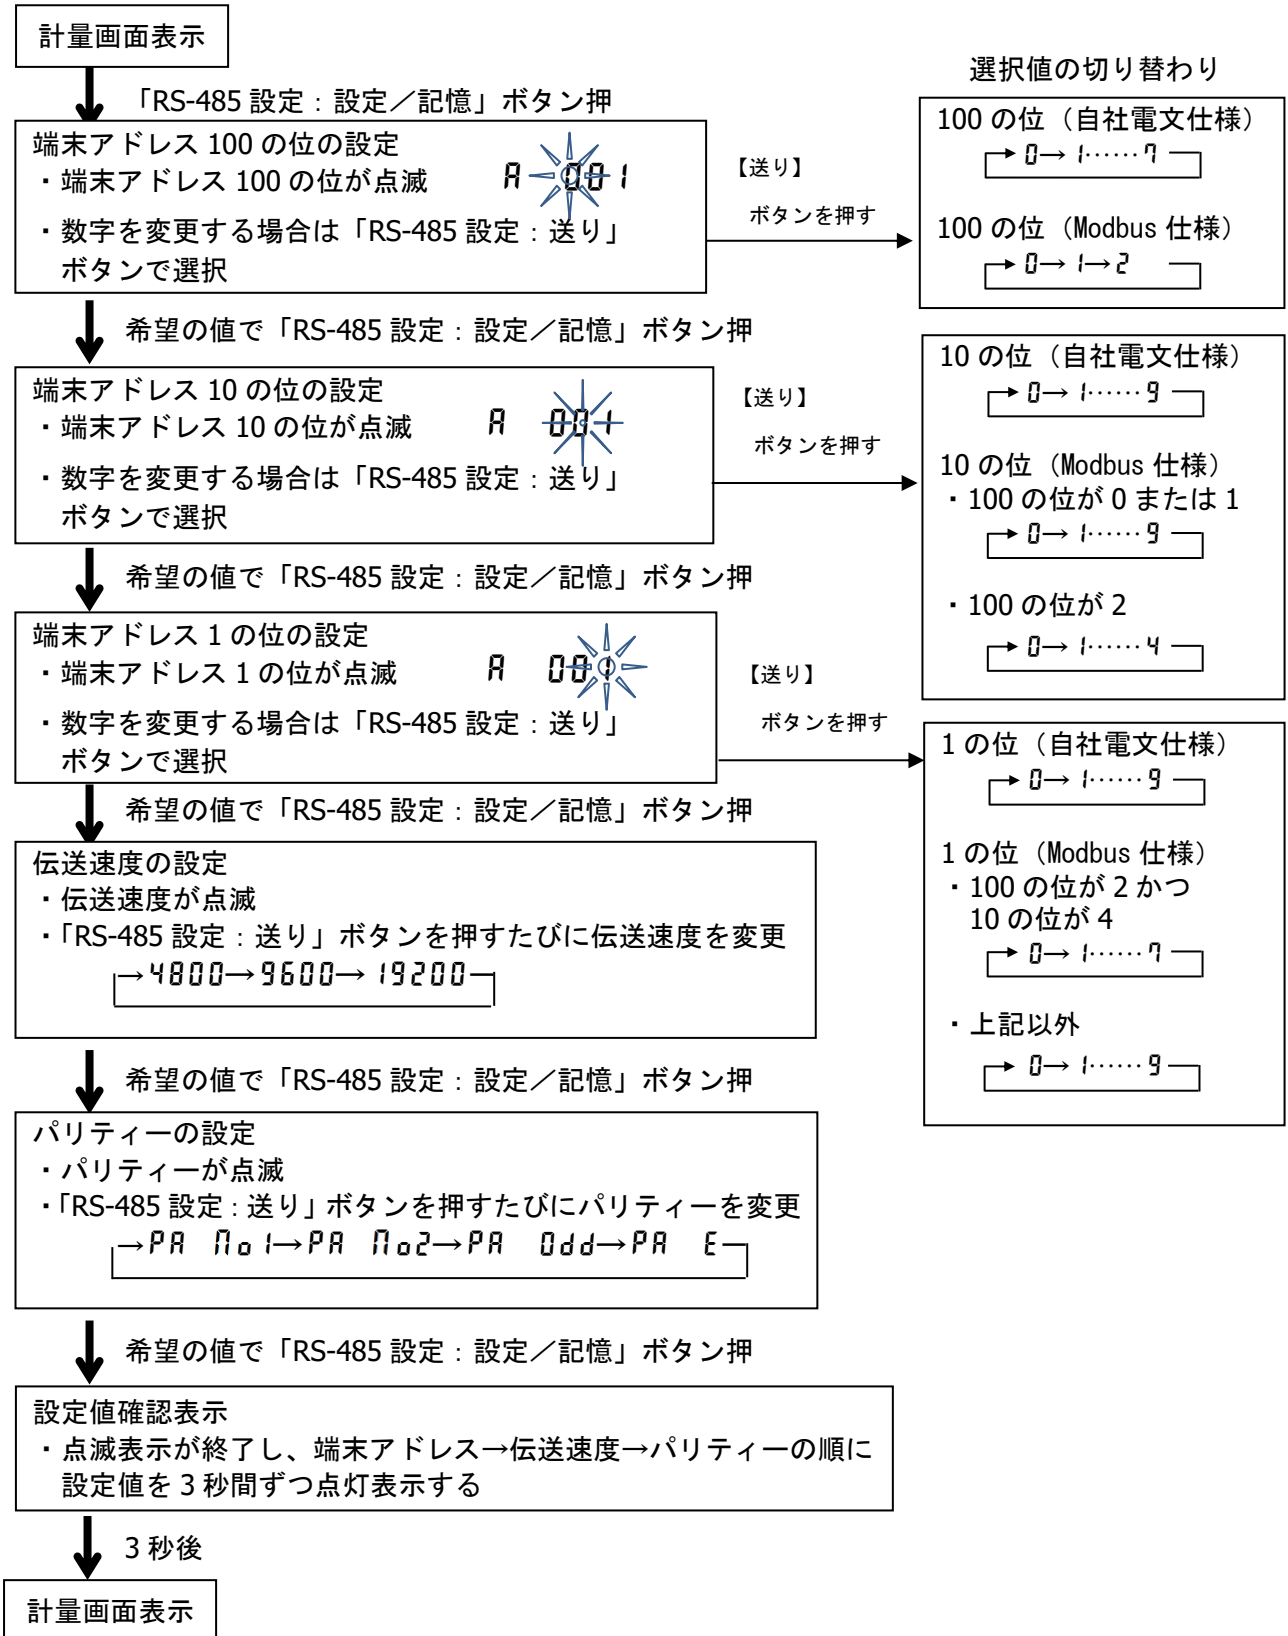 計量画面表示
「RS-485 設定：設定／記憶」ボタン押
端末アドレス 100 の位の設定
・端末アドレス 100 の位が点滅 A 001
・数字を変更する場合は「RS-485 設定：送り」
ボタンで選択
【送り】
ボタンを押す
選択値の切り替わり
100 の位（自社電文仕様）
→ 0→ 1……7
100 の位（Modbus 仕様）
→ 0→ 1→2
希望の値で「RS-485 設定：設定／記憶」ボタン押
端末アドレス 10 の位の設定
・端末アドレス 10 の位が点滅 A 001
・数字を変更する場合は「RS-485 設定：送り」
ボタンで選択
【送り】
ボタンを押す
10 の位（自社電文仕様）
→ 0→ 1……9
10 の位（Modbus 仕様）
・100 の位が 0 または 1
→ 0→ 1……9
・100 の位が 2
→ 0→ 1……4
希望の値で「RS-485 設定：設定／記憶」ボタン押
端末アドレス 1 の位の設定
・端末アドレス 1 の位が点滅 A 001
・数字を変更する場合は「RS-485 設定：送り」
ボタンで選択
【送り】
ボタンを押す
1 の位（自社電文仕様）
→ 0→ 1……9
1 の位（Modbus 仕様）
・100 の位が 2 かつ
10 の位が 4
→ 0→ 1……7
・上記以外
→ 0→ 1……9
希望の値で「RS-485 設定：設定／記憶」ボタン押
伝送速度の設定
・伝送速度が点滅
・「RS-485 設定：送り」ボタンを押すたびに伝送速度を変更
→4800→9600→19200
希望の値で「RS-485 設定：設定／記憶」ボタン押
パリティーの設定
・パリティーが点滅
・「RS-485 設定：送り」ボタンを押すたびにパリティーを変更
→PA No1→PA No2→PA Odd→PA E
希望の値で「RS-485 設定：設定／記憶」ボタン押
設定値確認表示
・点滅表示が終了し、端末アドレス→伝送速度→パリティーの順に
設定値を 3 秒間ずつ点灯表示する
3 秒後
計量画面表示